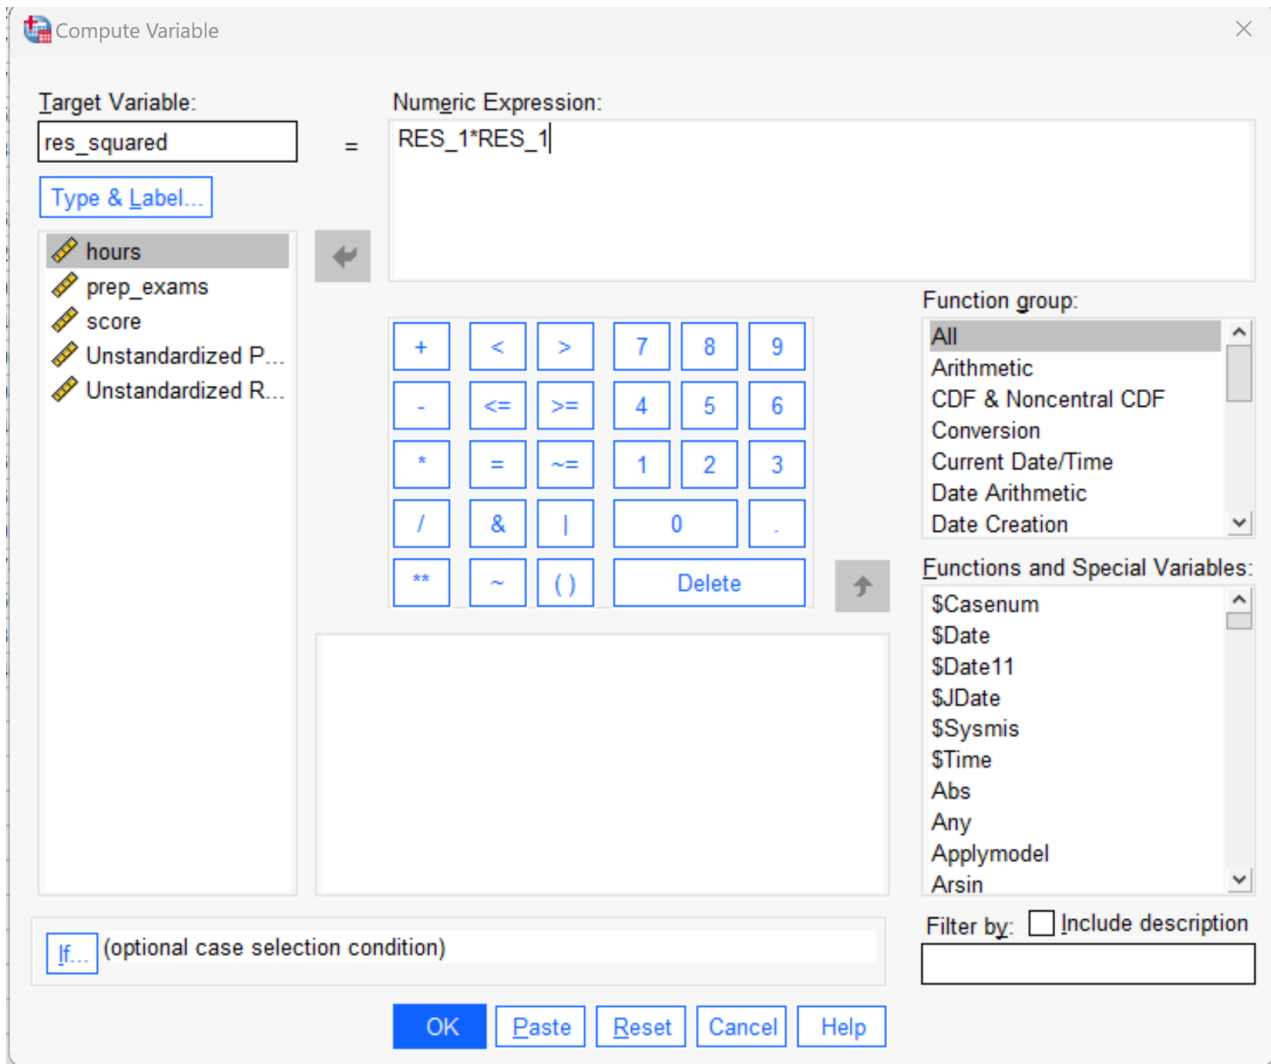 Compute Variable
Target Variable:
res_squared
=
Numeric Expression:
RES_1*RES_1
Type & Label...
hours
prep_exams
score
Unstandardized P...
Unstandardized R...
+ < > 7 8 9
- <= >= 4 5 6
* = ~= 1 2 3
/ & | 0 .
** ~ ( ) Delete
Function group:
All
Arithmetic
CDF & Noncentral CDF
Conversion
Current Date/Time
Date Arithmetic
Date Creation
Functions and Special Variables:
$Casenum
$Date
$Date11
$JDate
$Sysmis
$Time
Abs
Any
Applymodel
Arsin
If... (optional case selection condition)
Filter by: Include description
OK Paste Reset Cancel Help